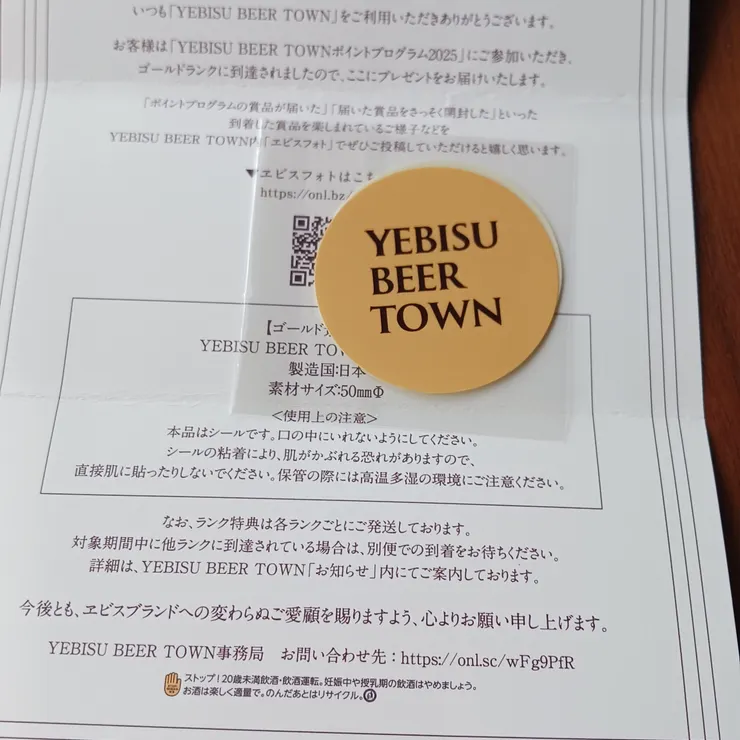 いつも「YEBISU BEER TOWN」をご利用いただきありがとうございます。
お客様は「YEBISU BEER TOWNポイントプログラム2025」にご参加いただき、
ゴールドランクに到達されましたので、ここにプレゼントをお届けいたします。
「ポイントプログラムの賞品が届いた」「届いた賞品をさっそく開封した」といった
到着した賞品を楽しまれているご様子などを
YEBISU BEER TOWN内「ヱビスフォト」でぜひご投稿していただけると嬉しく思います。
▼ヱビスフォトはこち
https://onl.bz/
YEBISU
BEER
TOWN
【ゴールド
YEBISU BEER TO
製造国:日本
素材サイズ:50mmΦ
<使用上の注意>
本品はシールです。口の中にいれないようにしてください。
シールの粘着により、肌がかぶれる恐れがありますので、
直接肌に貼ったりしないでください。保管の際には高温多湿の環境にご注意ください。
なお、ランク特典は各ランクごとにご発送しております。
対象期間中に他ランクに到達されている場合は、別便での到着をお待ちください。
詳細は、YEBISU BEER TOWN「お知らせ」内にてご案内しております。
今後とも、ヱビスブランドへの変わらぬご愛顧を賜りますよう、心よりお願い申し上げます。
YEBISU BEER TOWN事務局 お問い合わせ先：https://onl.sc/wFg9PfR
ストップ!20歳未満飲酒・飲酒運転。妊娠中や授乳期の飲酒はやめましょう。
お酒は楽しく適量で。のんだあとはリサイクル。